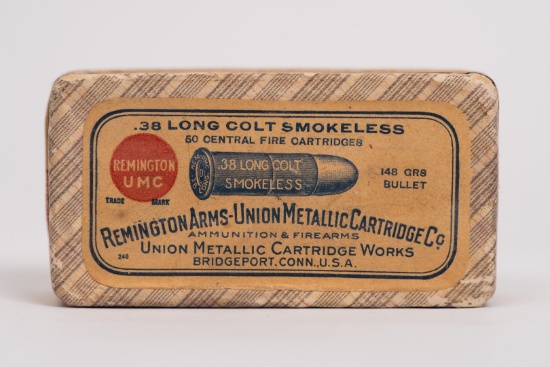 .38 LONG COLT SMOKELESS
50 CENTRAL FIRE CARTRIDGES
REMINGTON
UMC
TRADE MARK
.38 LONG COLT
SMOKELESS
148 GRS
BULLET
REMINGTON ARMS-UNION METALLIC CARTRIDGE CO.
AMMUNITION & FIREARMS
UNION METALLIC CARTRIDGE WORKS
240
BRIDGEPORT, CONN., U.S.A.